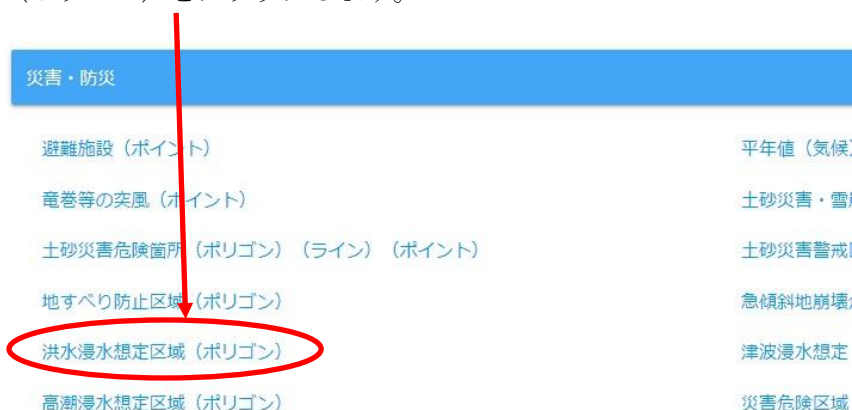 災害・防災
避難施設（ポイント）
平年値（気候）
竜巻等の突風（ポイント）
土砂災害・雪
土砂災害危険箇所（ポリゴン）（ライン）（ポイント）
土砂災害警戒
地すべり防止区域（ポリゴン）
急傾斜地崩壊
洪水浸水想定区域（ポリゴン）
津波浸水想定
高潮浸水想定区域（ポリゴン）
災害危険区域